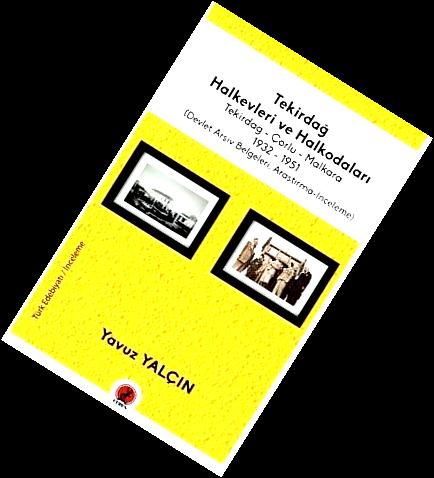 Tekirdağ
Halkevleri ve Halkodaları
Tekirdağ - Çorlu - Malkara
1932 - 1951
(Devlet Arşiv Belgeleri, Araştırma-İnceleme)
Türk Edebiyatı / İnceleme
Yavuz YALÇIN